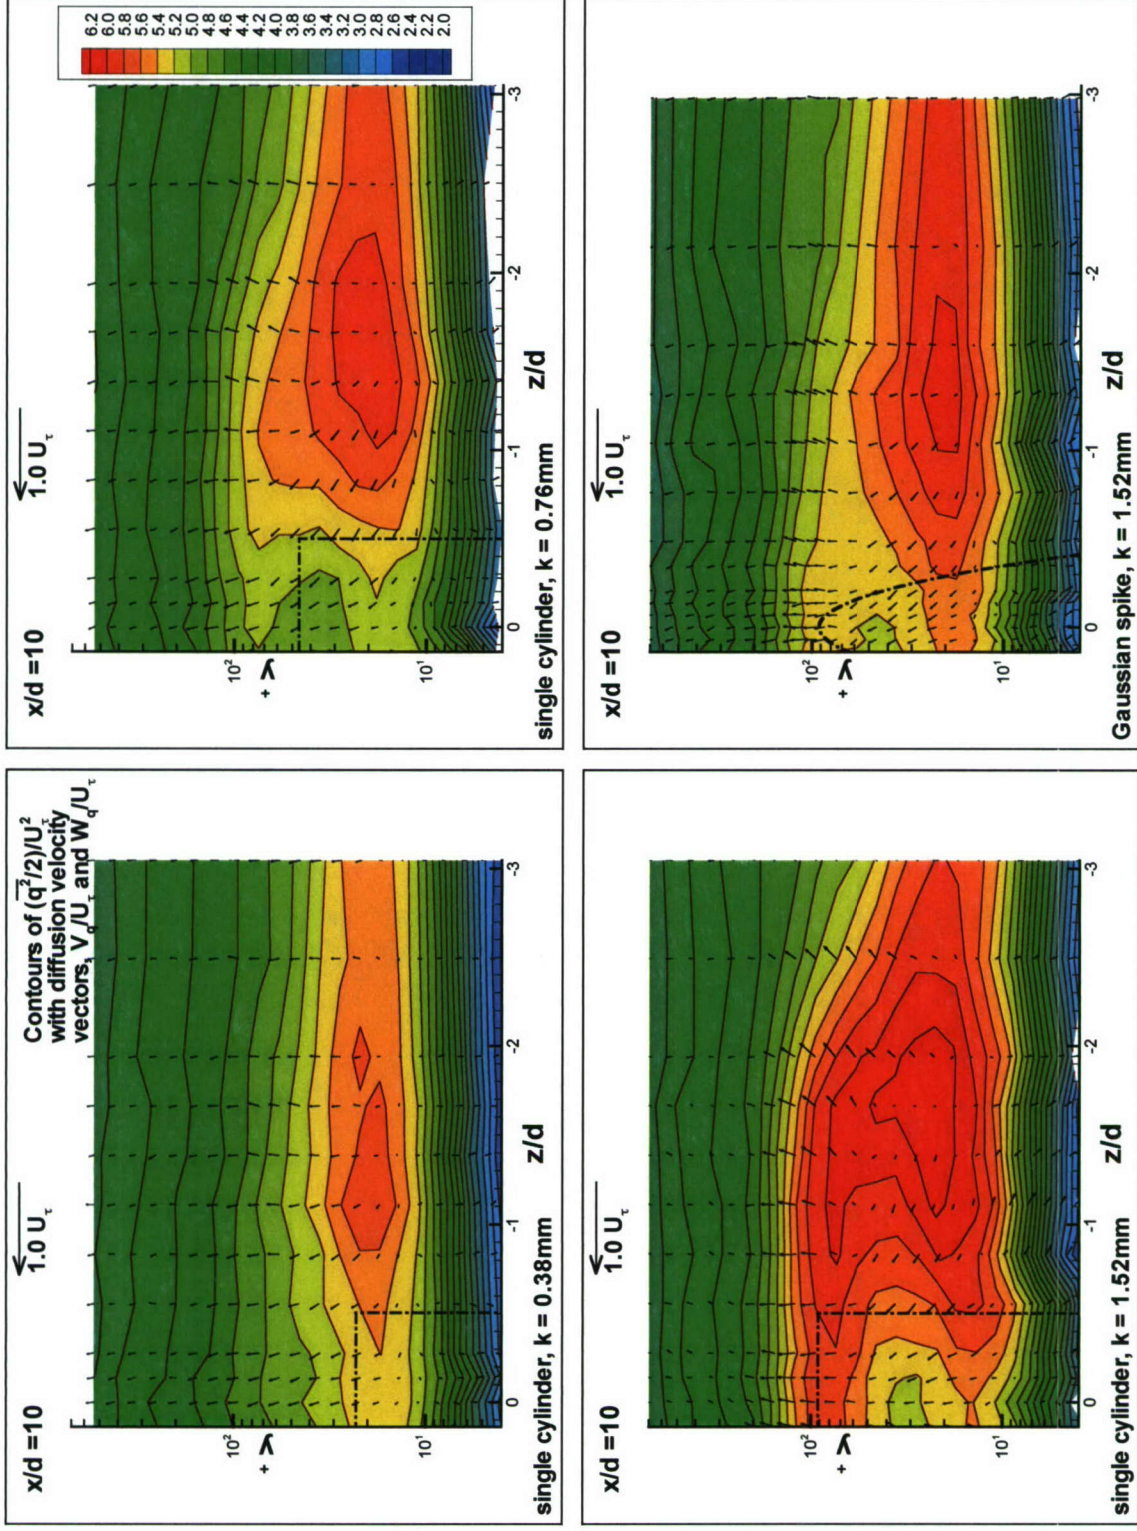 x/d =10
1.0 U_τ
Contours of (q²/2)/U_τ²
with diffusion velocity
vectors, V_q/U_τ and W_q/U_τ
10²
y⁺
10¹
0 -1 -2 -3
z/d
single cylinder, k = 0.38mm
x/d =10
1.0 U_τ
6.2
6.0
5.8
5.6
5.4
5.2
5.0
4.8
4.6
4.4
4.2
4.0
3.8
3.6
3.4
3.2
3.0
2.8
2.6
2.4
2.2
2.0
10²
y⁺
10¹
0 -1 -2 -3
z/d
single cylinder, k = 0.76mm
x/d =10
1.0 U_τ
10²
y⁺
10¹
0 -1 -2 -3
z/d
single cylinder, k = 1.52mm
x/d =10
1.0 U_τ
10²
y⁺
10¹
0 -1 -2 -3
z/d
Gaussian spike, k = 1.52mm